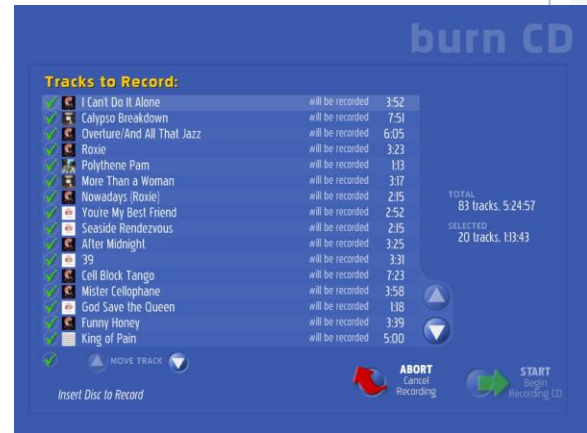 burn CD
Tracks to Record:
I Can't Do It Alone will be recorded 3:52
Calypso Breakdown will be recorded 7:51
Overture/And All That Jazz will be recorded 6:05
Roxie will be recorded 3:23
Polythene Pam will be recorded 1:13
More Than a Woman will be recorded 3:17
Nowadays (Roxie) will be recorded 2:15
You're My Best Friend will be recorded 2:52
Seaside Rendezvous will be recorded 2:15
After Midnight will be recorded 3:25
'39 will be recorded 3:31
Cell Block Tango will be recorded 7:23
Mister Cellophane will be recorded 3:58
God Save the Queen will be recorded 1:18
Funny Honey will be recorded 3:39
King of Pain will be recorded 5:00
TOTAL
83 tracks, 5:24:57
SELECTED
20 tracks, 1:13:43
MOVE TRACK
Insert Disc to Record
ABORT
Cancel
Recording
START
Begin
Recording CD